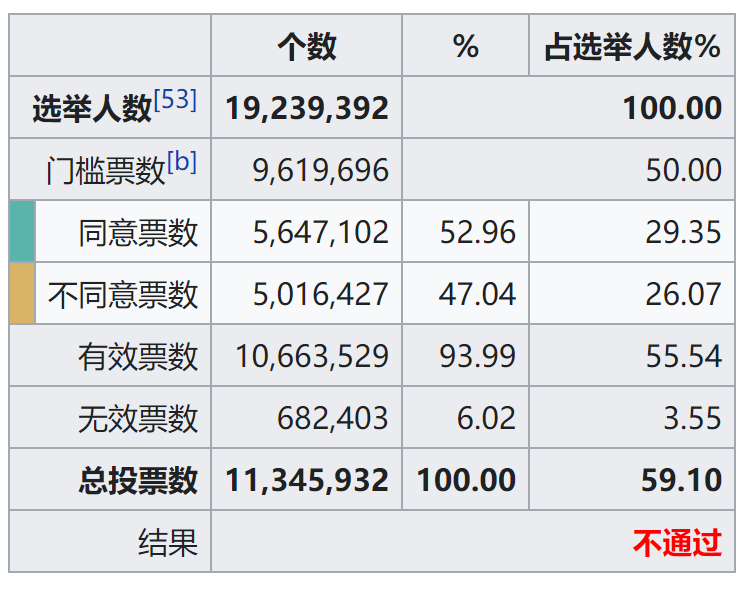 个数 % 占选举人数%
选举人数[53] 19,239,392 100.00
门槛票数[b] 9,619,696 50.00
同意票数 5,647,102 52.96 29.35
不同意票数 5,016,427 47.04 26.07
有效票数 10,663,529 93.99 55.54
无效票数 682,403 6.02 3.55
总投票数 11,345,932 100.00 59.10
结果 不通过